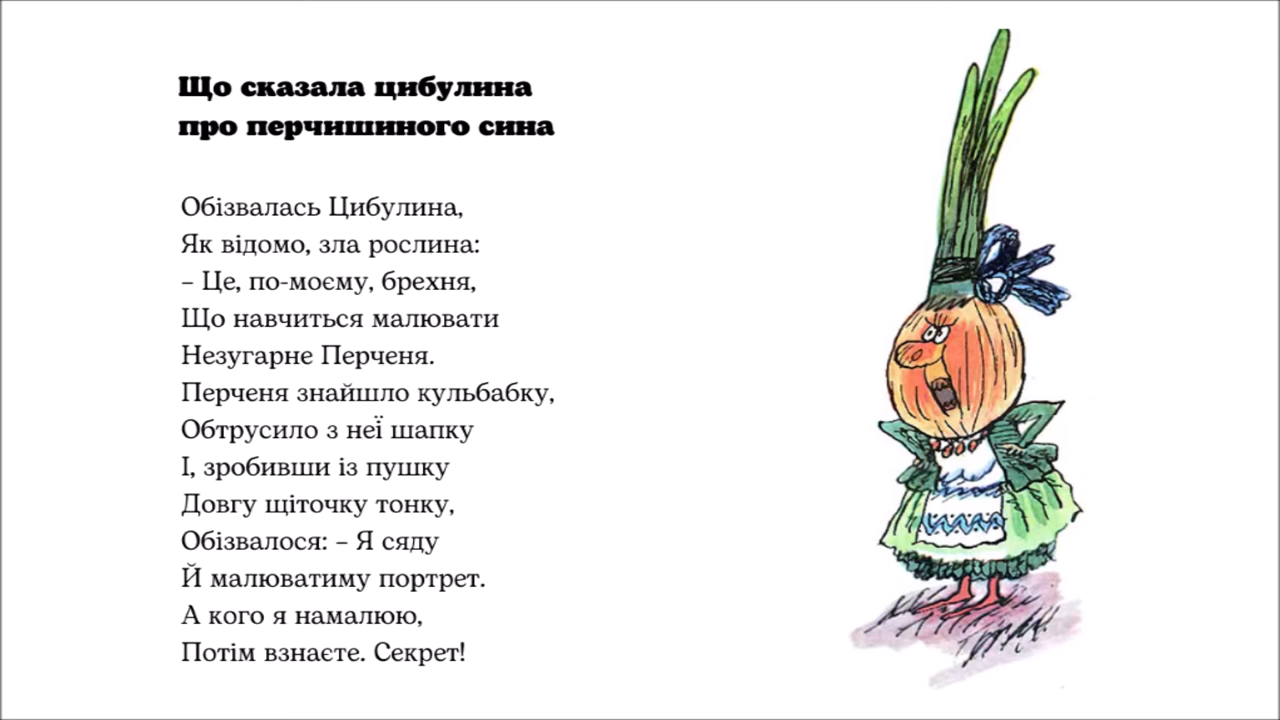 Що сказала цибулина
про перчишиного сина
Обізвалась Цибулина,
Як відомо, зла рослина:
– Це, по-моєму, брехня,
Що навчиться малювати
Незугарне Перченя.
Перченя знайшло кульбабку,
Обтрусило з неї шапку
І, зробивши із пушку
Довгу щіточку тонку,
Обізвалося: – Я сяду
Й малюватиму портрет.
А кого я намалюю,
Потім взнаєте. Секрет!